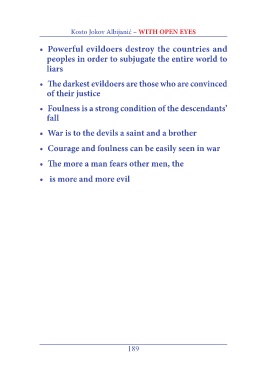 Kosto Jokov Albijanić – WITH OPEN EYES
• Powerful evildoers destroy the countries and
peoples in order to subjugate the entire world to
liars
• The darkest evildoers are those who are convinced
of their justice
• Foulness is a strong condition of the descendants'
fall
• War is to the devils a saint and a brother
• Courage and foulness can be easily seen in war
• The more a man fears other men, the
• is more and more evil
189